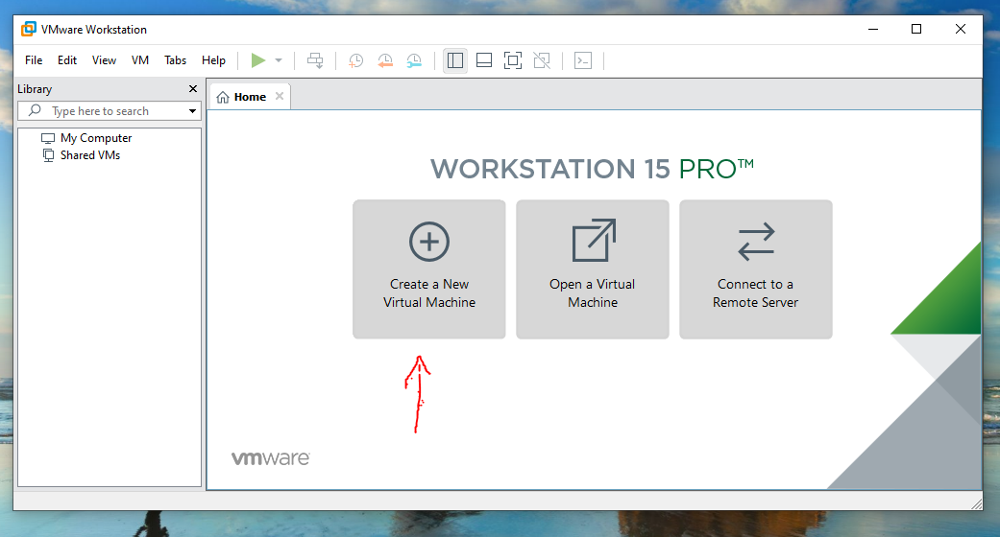 VMware Workstation
File Edit View VM Tabs Help
Library
Type here to search
My Computer
Shared VMs
Home
WORKSTATION 15 PRO™
Create a New
Virtual Machine
Open a Virtual
Machine
Connect to a
Remote Server
vmware